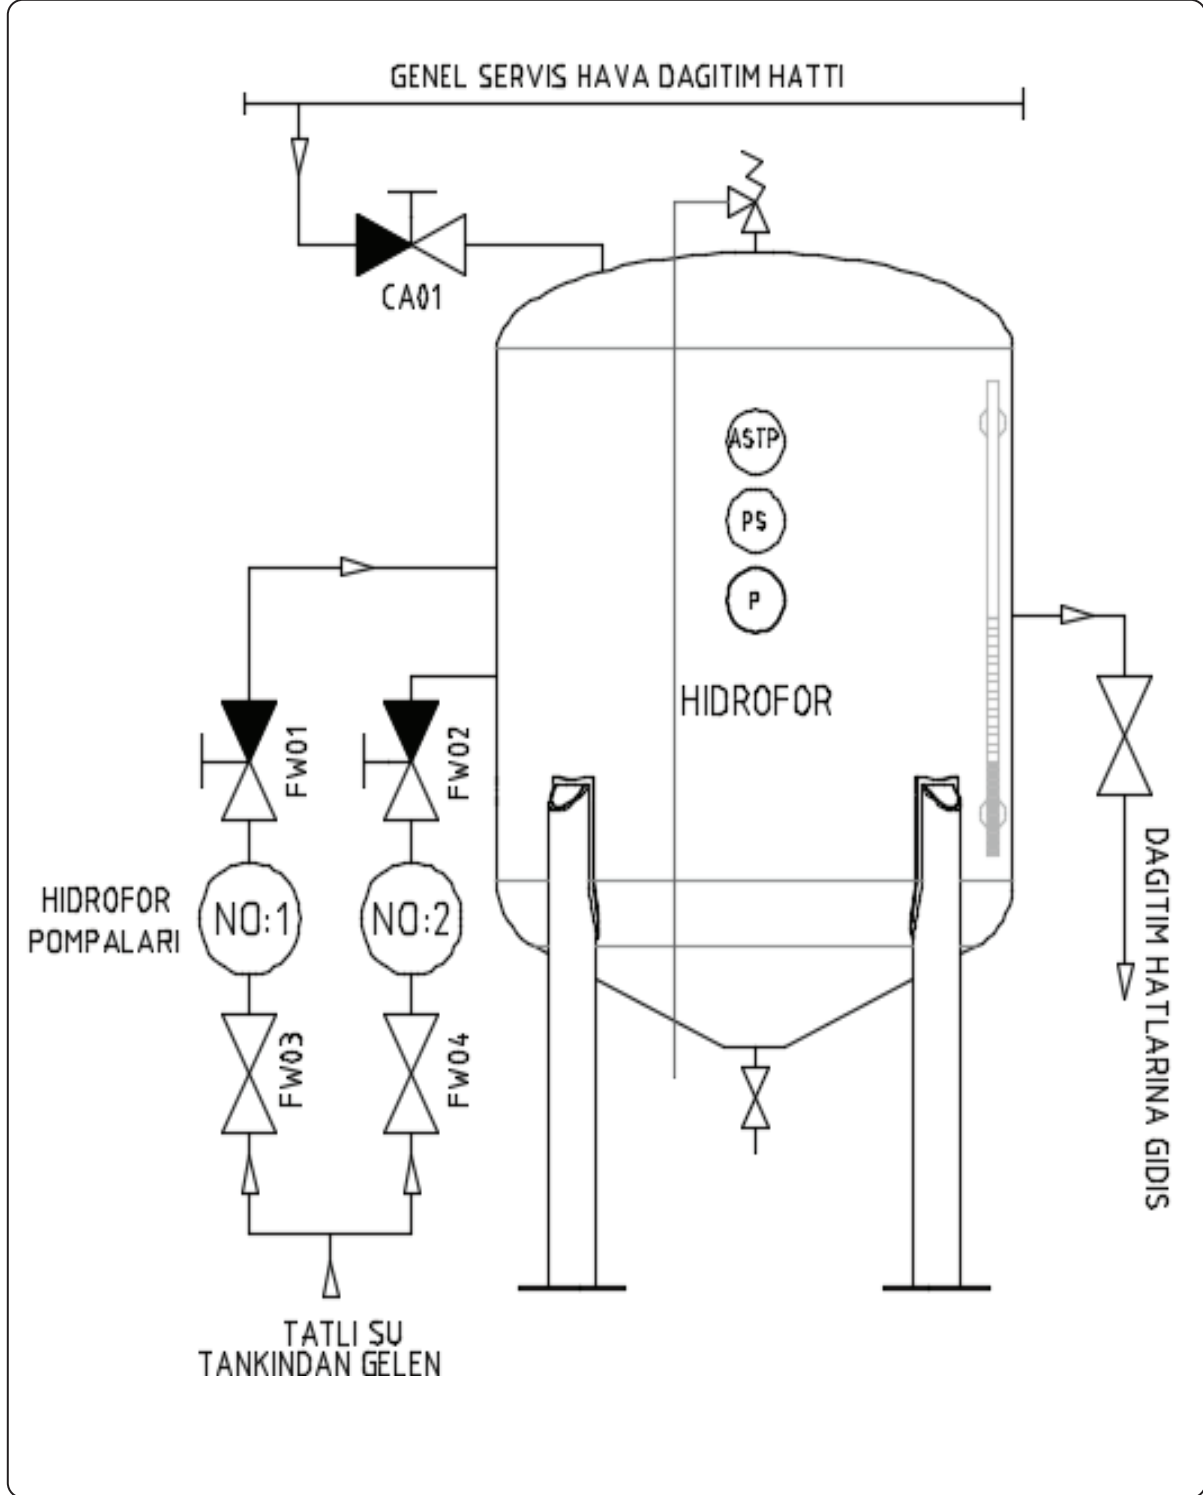 GENEL SERVIS HAVA DAGITIM HATTI
CA01
ASTP
PS
P
HIDROFOR
FW01
FW02
HIDROFOR
POMPALARI
NO:1
NO:2
FW03
FW04
DAGITIM HATLARINA GIDIS
TATLI ŞU
TANKINDAN GELEN